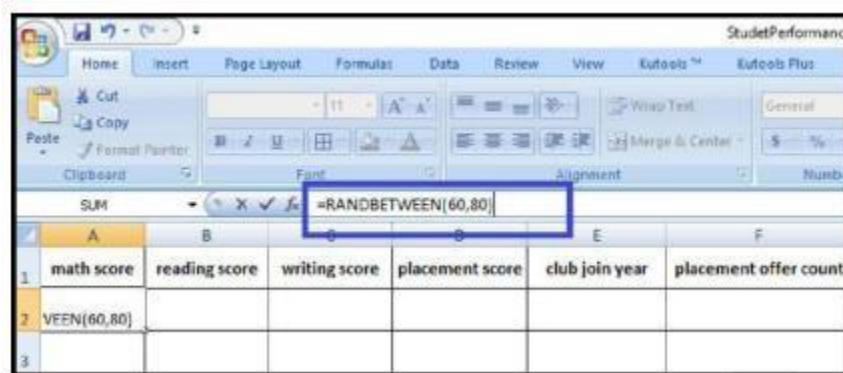 StudetPerformanc
Home Insert Page Layout Formulas Data Review View Kutools ™ Kutools Plus
Cut
Copy
Format Painter
Paste
11 A A Wrap Text General
B I U A Merge & Center $ %
Clipboard Font Alignment Numb
SUM fx =RANDBETWEEN(60,80)
A B C D E F
1 math score reading score writing score placement score club join year placement offer count
2 VEEN(60,80)
3